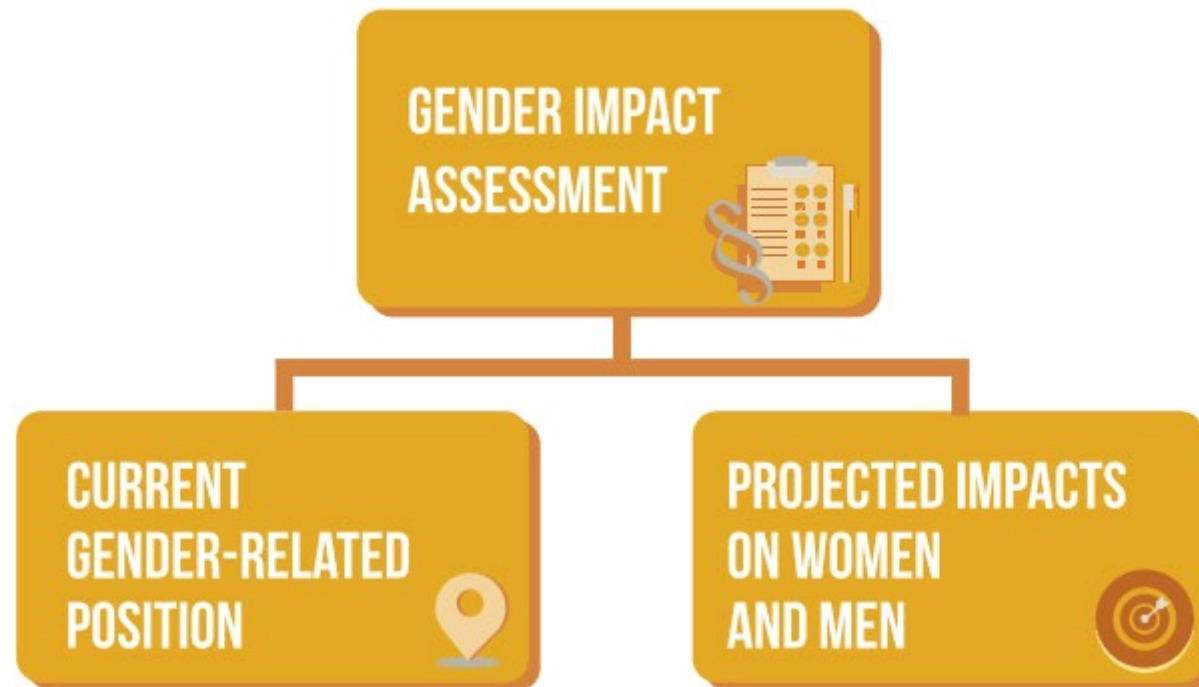 GENDER IMPACT
ASSESSMENT
CURRENT
GENDER-RELATED
POSITION
PROJECTED IMPACTS
ON WOMEN
AND MEN